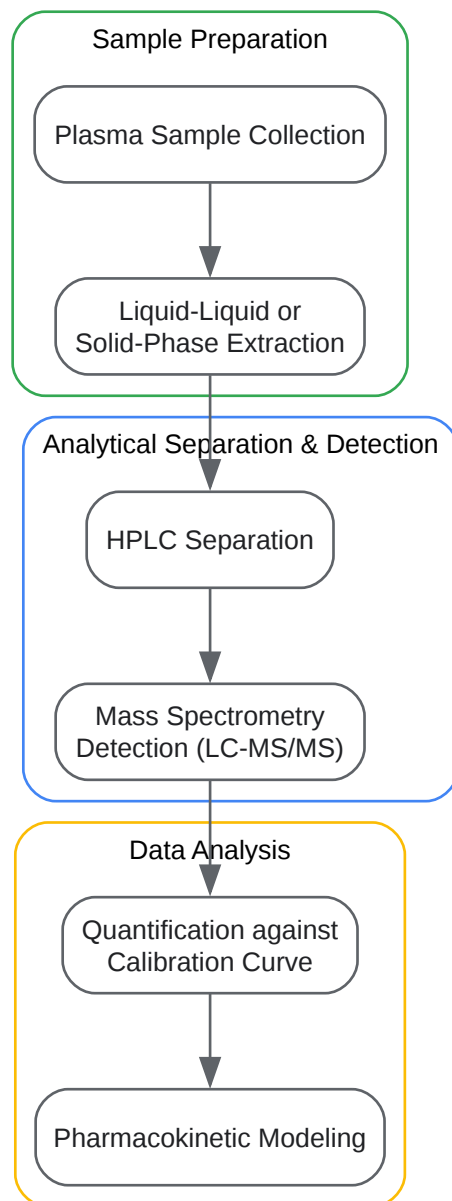 Sample Preparation
Plasma Sample Collection
Liquid-Liquid or
Solid-Phase Extraction
Analytical Separation & Detection
HPLC Separation
Mass Spectrometry
Detection (LC-MS/MS)
Data Analysis
Quantification against
Calibration Curve
Pharmacokinetic Modeling